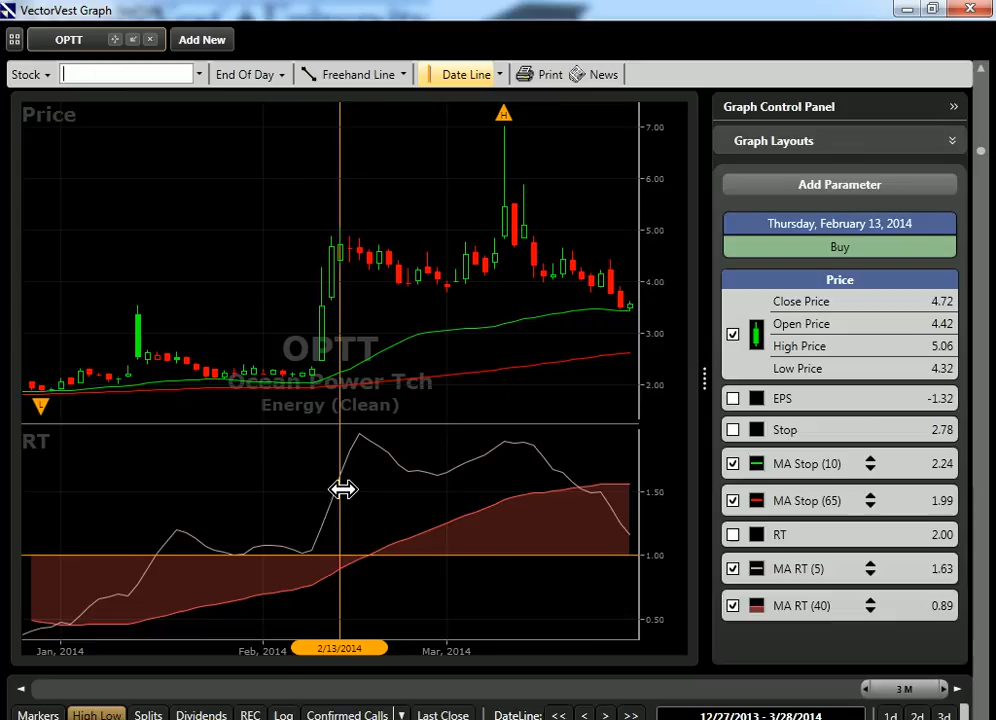 VectorVest Graph
OPTT
Add New
Stock
End Of Day
Freehand Line
Date Line
Print
News
Price
H
7.00
6.00
5.00
4.00
3.00
2.00
OPTT
Ocean Power Tch
Energy (Clean)
L
RT
1.50
1.00
0.50
Jan, 2014
Feb, 2014
2/13/2014
Mar, 2014
Graph Control Panel
Graph Layouts
Add Parameter
Thursday, February 13, 2014
Buy
Price
Close Price 4.72
Open Price 4.42
High Price 5.06
Low Price 4.32
EPS -1.32
Stop 2.78
MA Stop (10) 2.24
MA Stop (65) 1.99
RT 2.00
MA RT (5) 1.63
MA RT (40) 0.89
3 M
Markers High Low Splits Dividends REC Log Confirmed Calls Last Close DateLine: << < > >> 12/27/2013 - 3/28/2014 1d 2d 3d